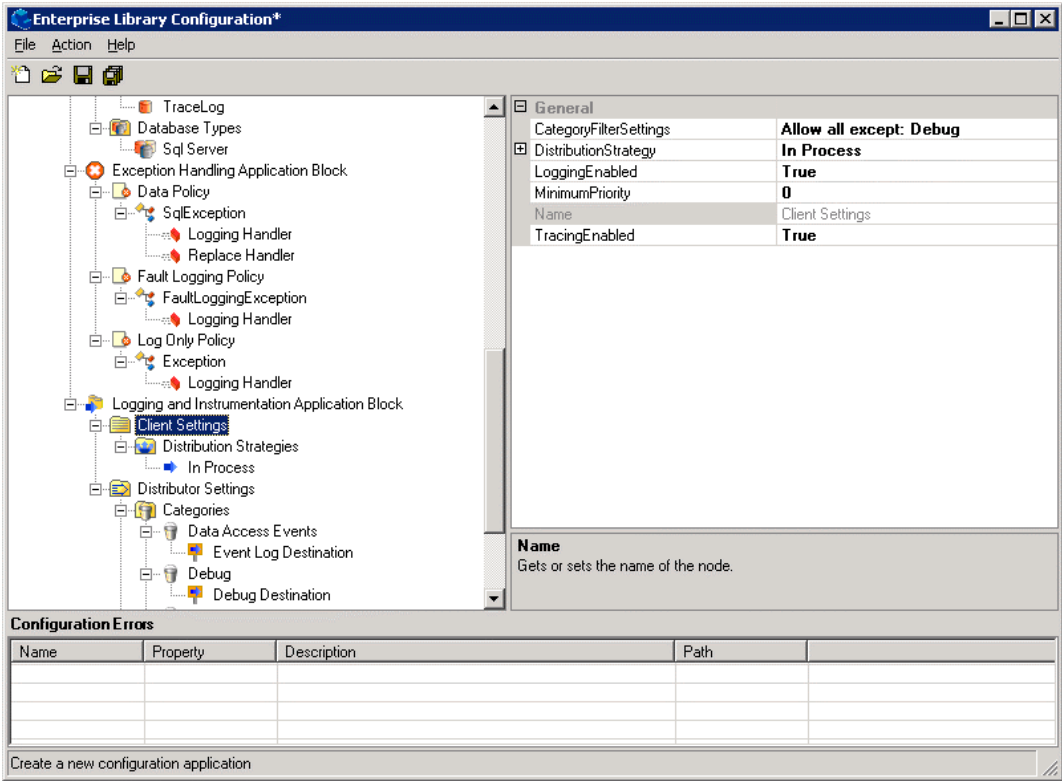 Enterprise Library Configuration*
File Action Help
TraceLog
Database Types
Sql Server
Exception Handling Application Block
Data Policy
SqlException
Logging Handler
Replace Handler
Fault Logging Policy
FaultLoggingException
Logging Handler
Log Only Policy
Exception
Logging Handler
Logging and Instrumentation Application Block
Client Settings
Distribution Strategies
In Process
Distributor Settings
Categories
Data Access Events
Event Log Destination
Debug
Debug Destination
General
CategoryFilterSettings Allow all except: Debug
DistributionStrategy In Process
LoggingEnabled True
MinimumPriority 0
Name Client Settings
TracingEnabled True
Name
Gets or sets the name of the node.
Configuration Errors
Name Property Description Path
Create a new configuration application